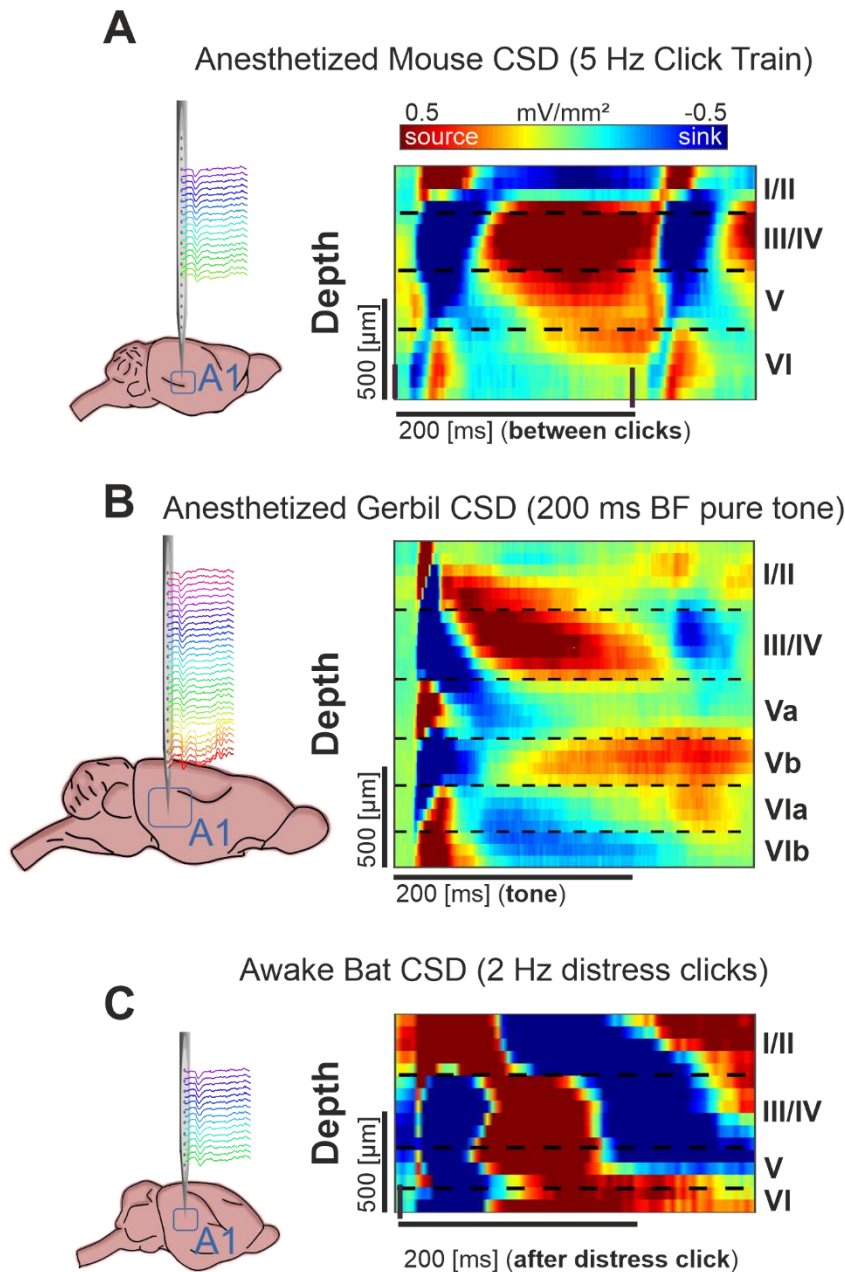 A
Anesthetized Mouse CSD (5 Hz Click Train)
0.5 mV/mm² -0.5
source sink
I/II
III/IV
V
VI
Depth
500 [µm]
A1
200 [ms] (between clicks)
B
Anesthetized Gerbil CSD (200 ms BF pure tone)
I/II
III/IV
Va
Vb
VIa
VIb
Depth
500 [µm]
A1
200 [ms] (tone)
C
Awake Bat CSD (2 Hz distress clicks)
I/II
III/IV
V
VI
Depth
500 [µm]
A1
200 [ms] (after distress click)